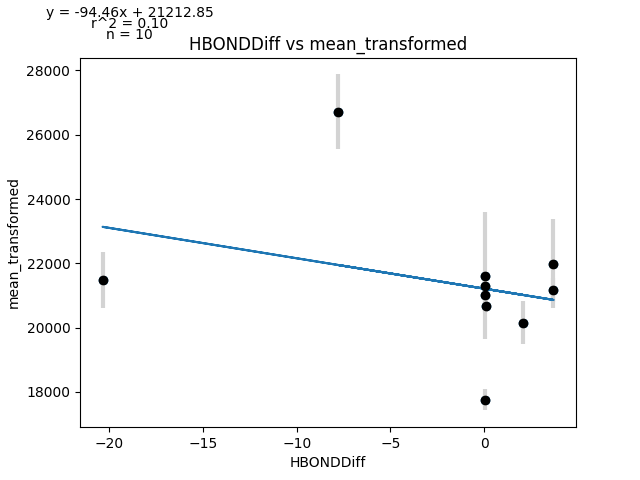 y = -94.46x + 21212.85
r^2 = 0.10
n = 10
HBONDDiff vs mean_transformed
28000
26000
24000
22000
20000
18000
mean_transformed
−20
−15
−10
−5
0
HBONDDiff